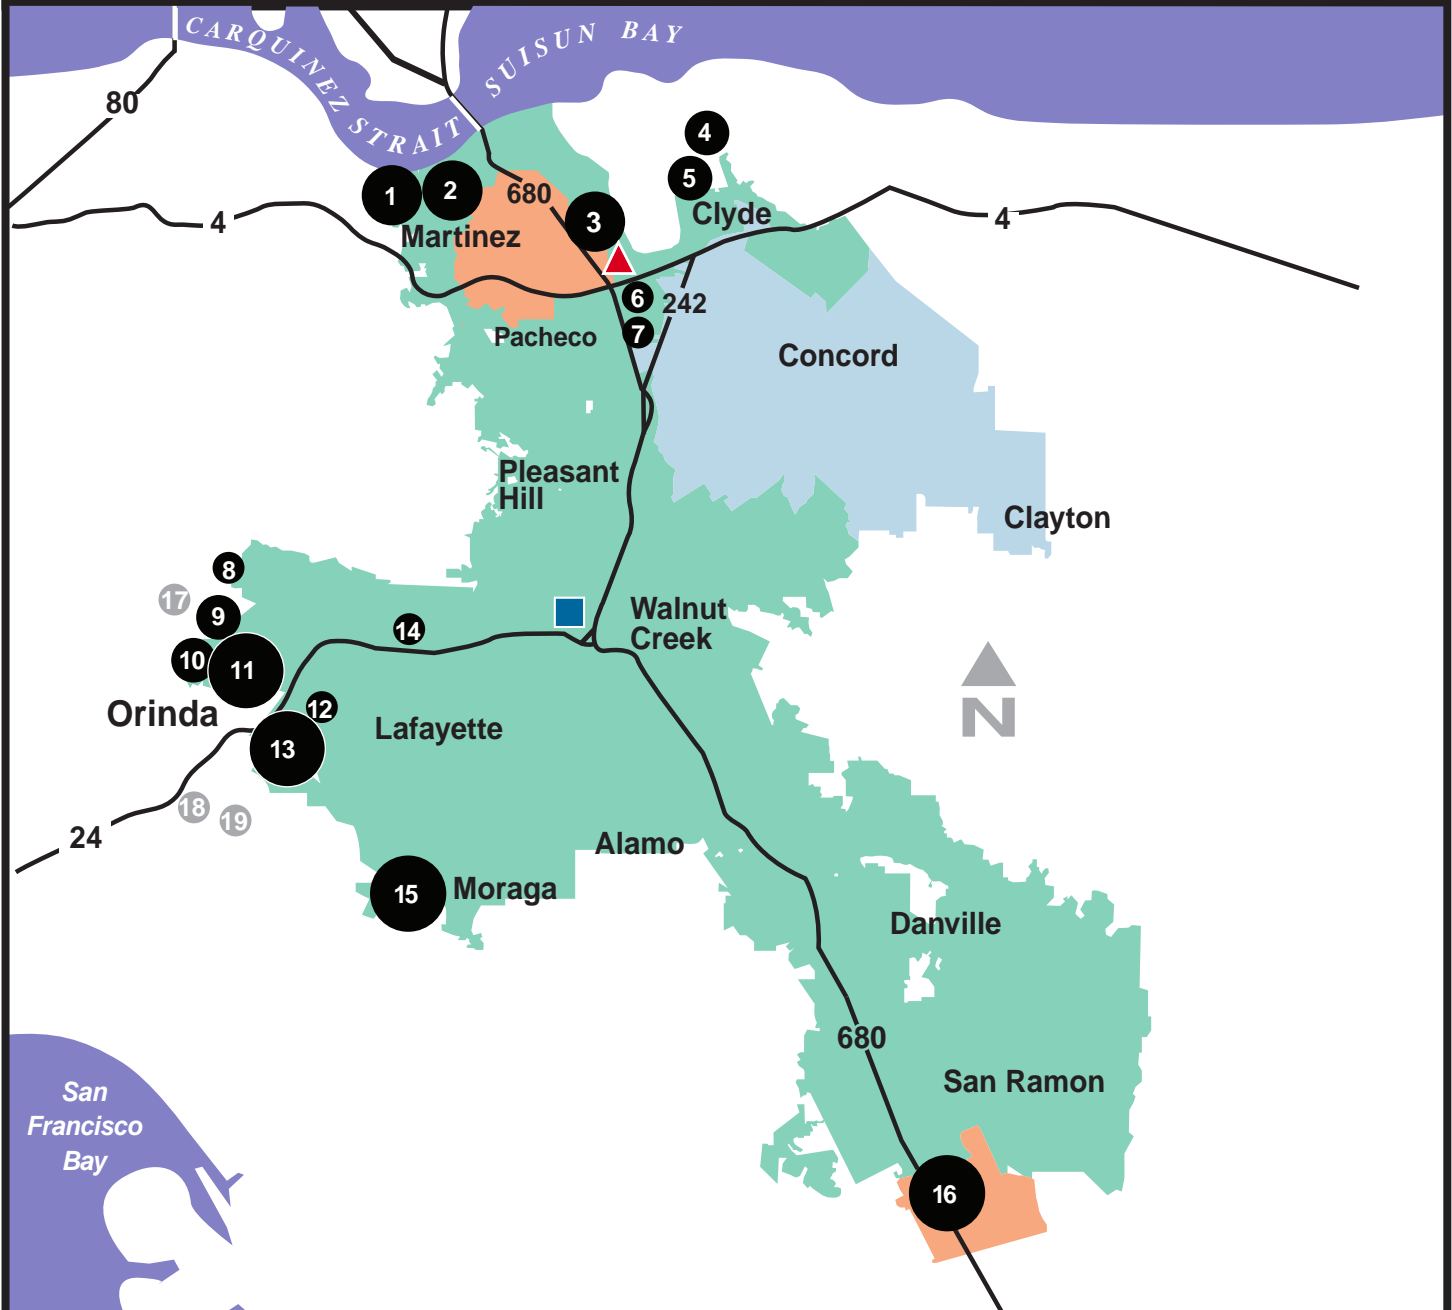 CARQUINEZ STRAIT
SUISUN BAY
80
4
5
1
2
680
3
Clyde
4
4
Martinez
6
242
7
Pacheco
Concord
Pleasant
Hill
Clayton
8
17
9
14
Walnut
Creek
10
11
Orinda
12
Lafayette
13
N
18
19
24
Alamo
15
Moraga
Danville
680
San Ramon
San
Francisco
Bay
16